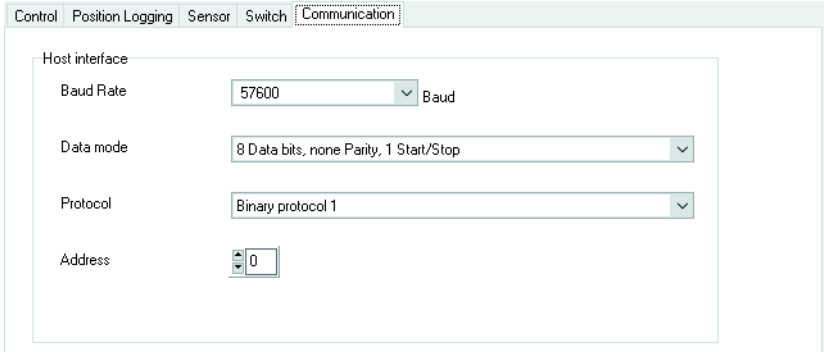 Control Position Logging Sensor Switch Communication
Host interface
Baud Rate 57600 Baud
Data mode 8 Data bits, none Parity, 1 Start/Stop
Protocol Binary protocol 1
Address 0